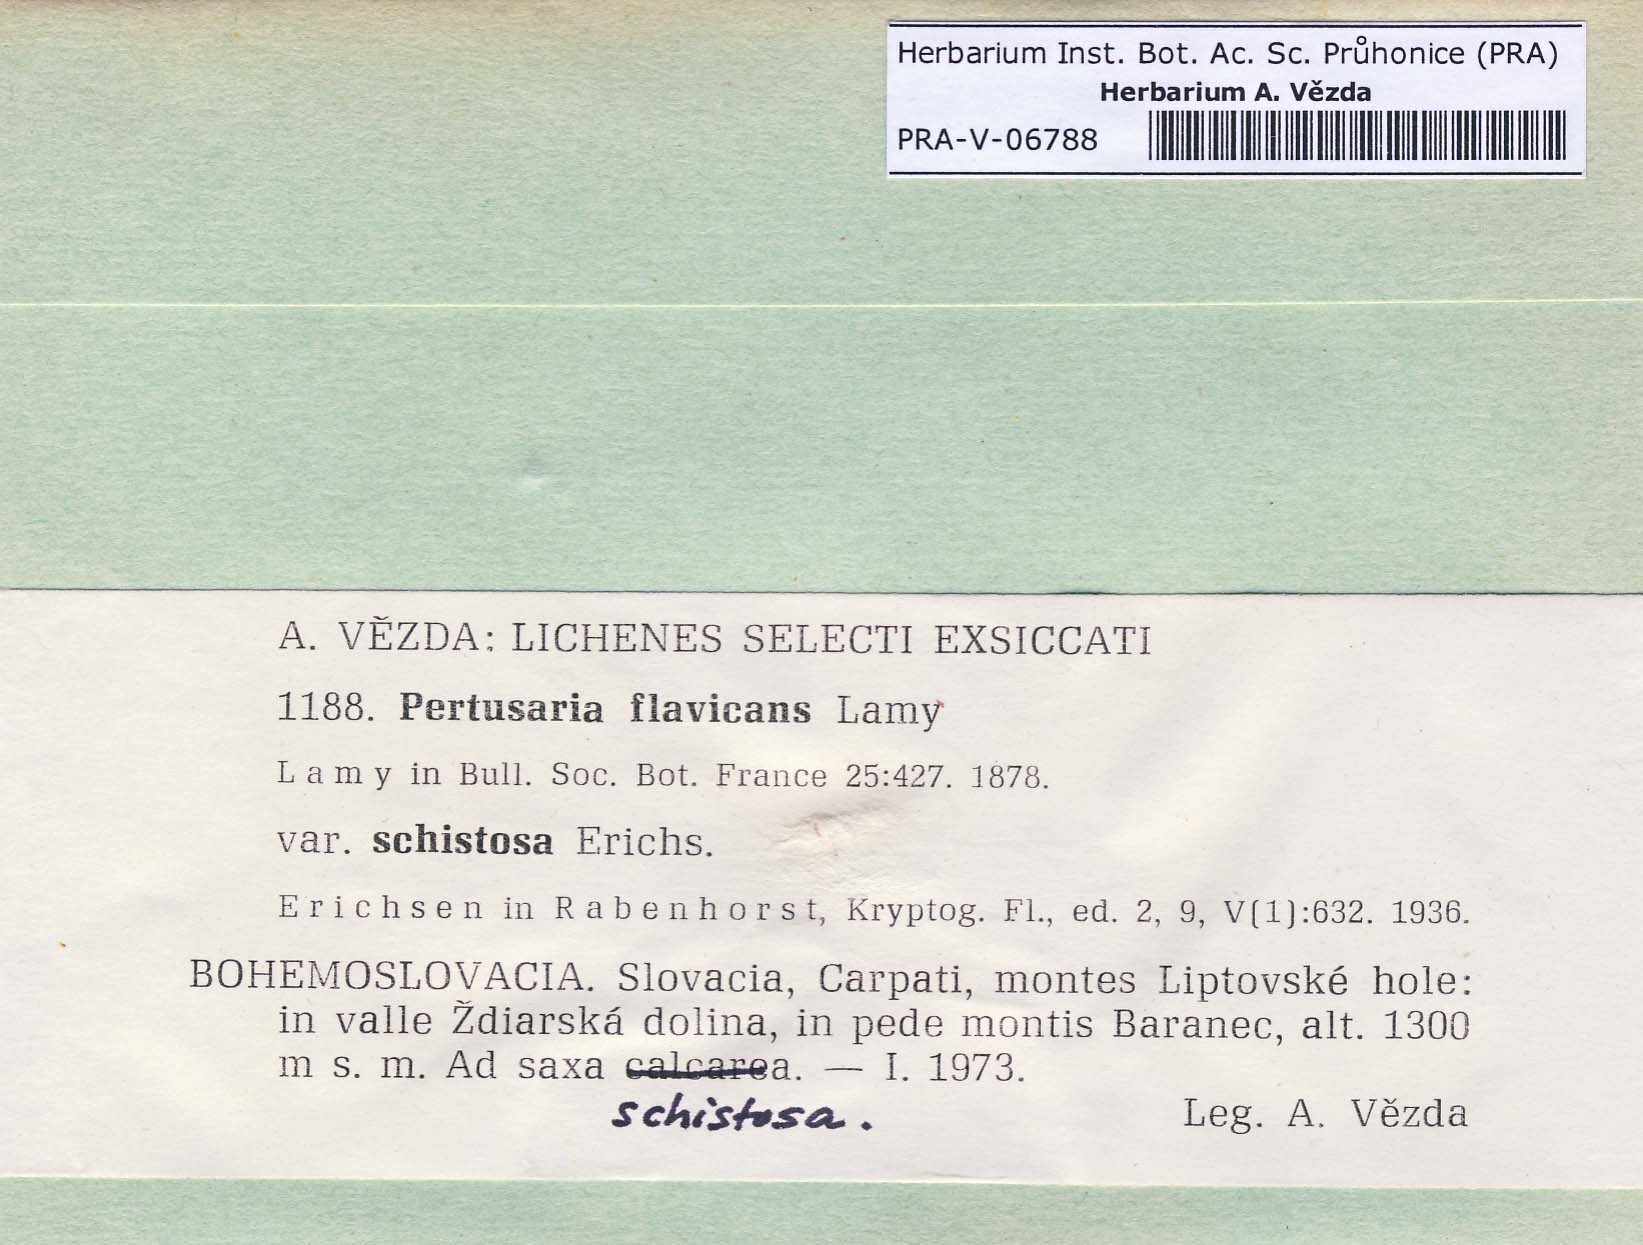 Herbarium Inst. Bot. Ac. Sc. Průhonice (PRA)
Herbarium A. Vězda
PRA-V-06788
A. VĚZDA: LICHENES SELECTI EXSICCATI
1188. Pertusaria flavicans Lamy
Lamy in Bull. Soc. Bot. France 25:427. 1878.
var. schistosa Erichs.
Erichsen in Rabenhorst, Kryptog. Fl., ed. 2, 9, V(1):632. 1936.
BOHEMOSLOVACIA. Slovacia, Carpati, montes Liptovské hole:
in valle Ždiarská dolina, in pede montis Baranec, alt. 1300
m s. m. Ad saxa calcarea. — I. 1973.
schistosa.
Leg. A. Vězda